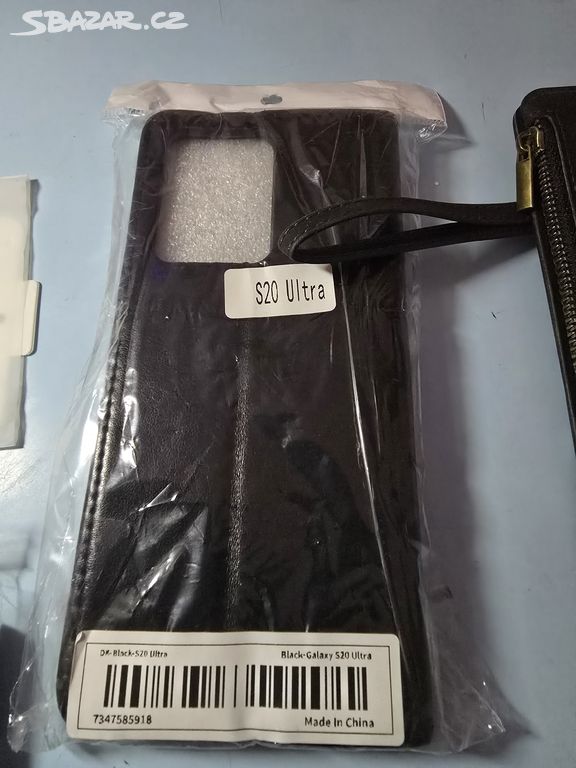 SBAZAR.CZ
S20 Ultra
DK-Black-S20 Ultra Black-Galaxy S20 Ultra
7347585918 Made In China